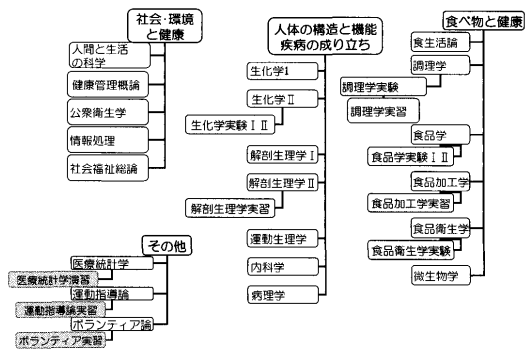 社会・環境
と健康
人間と生活
の科学
健康管理概論
公衆衛生学
情報処理
社会福祉総論
人体の構造と機能
疾病の成り立ち
生化学1
生化学Ⅱ
生化学実験ⅠⅡ
解剖生理学Ⅰ
解剖生理学Ⅱ
解剖生理学実習
運動生理学
内科学
病理学
食べ物と健康
食生活論
調理学
調理学実験
調理学実習
食品学
食品学実験ⅠⅡ
食品加工学
食品加工学実習
食品衛生学
食品衛生学実験
微生物学
その他
医療統計学
医療統計学演習
運動指導論
運動指導論実習
ボランティア論
ボランティア実習